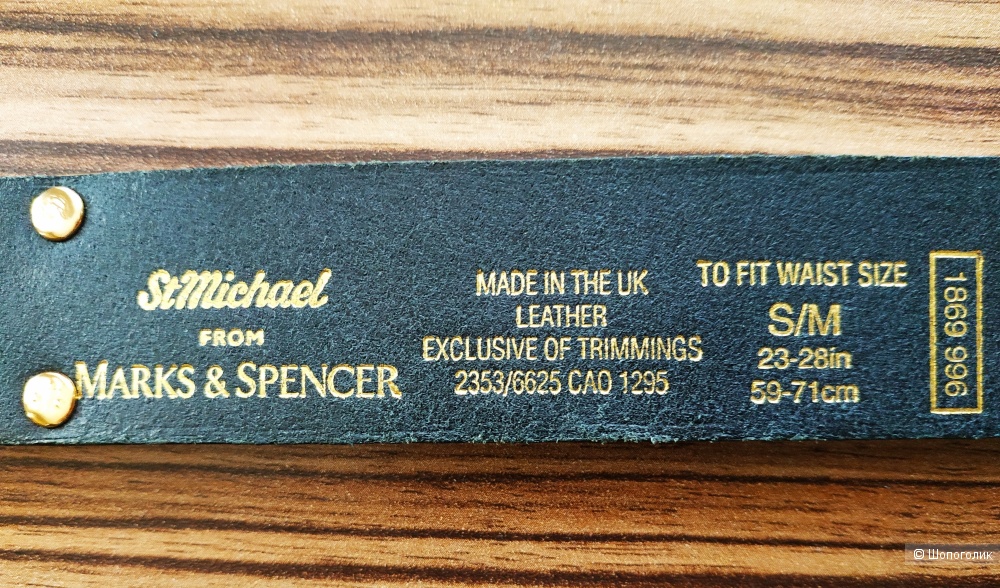 StMichael
FROM
MARKS & SPENCER
MADE IN THE UK
LEATHER
EXCLUSIVE OF TRIMMINGS
2353/6625 CAO 1295
TO FIT WAIST SIZE
S/M
23-28in
59-71cm
1869 996
© Шопоголик